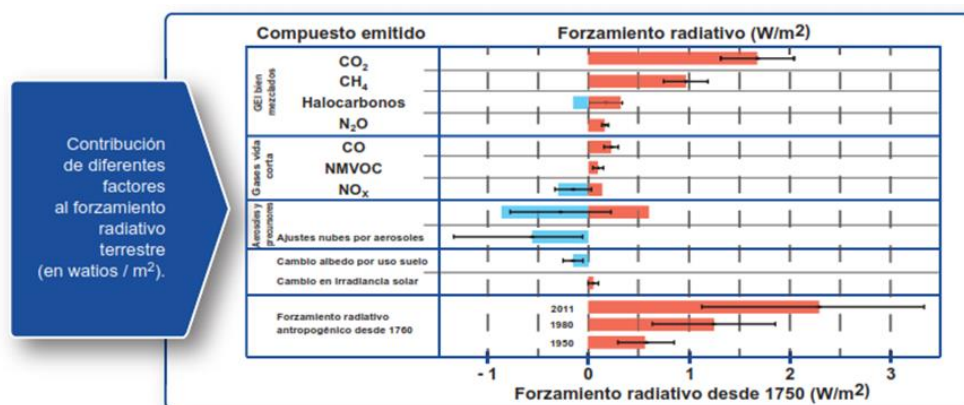 Contribución
de diferentes
factores
al forzamiento
radiativo
terrestre
(en watios / m²).
Compuesto emitido Forzamiento radiativo (W/m²)
GEI bien
mezclados
CO₂
CH₄
Halocarbonos
N₂O
Gases vida
corta
CO
NMVOC
NOₓ
Aerosoles y
precursores
Ajustes nubes por aerosoles
Cambio albedo por uso suelo
Cambio en irradiancia solar
Forzamiento radiativo
antropogénico desde 1760
2011
1980
1950
-1 0 1 2 3
Forzamiento radiativo desde 1750 (W/m²)